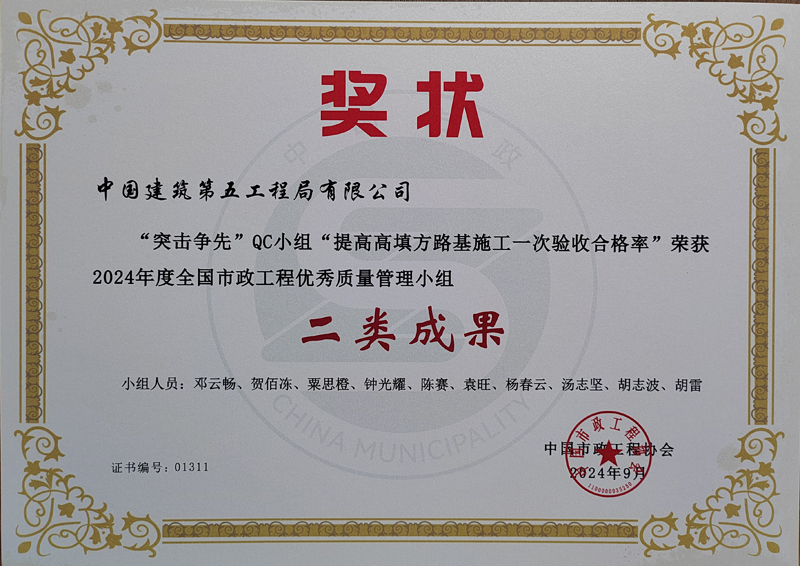 奖状
中国建筑第五工程局有限公司
“突击争先”QC小组“提高高填方路基施工一次验收合格率”荣获
2024年度全国市政工程优秀质量管理小组
二类成果
小组人员：邓云畅、贺佰冻、粟思橙、钟光耀、陈赛、袁旺、杨春云、汤志坚、胡志波、胡雷
CHINA MUNICIPALITY
证书编号：01311
中国市政工程协会
2024年9月